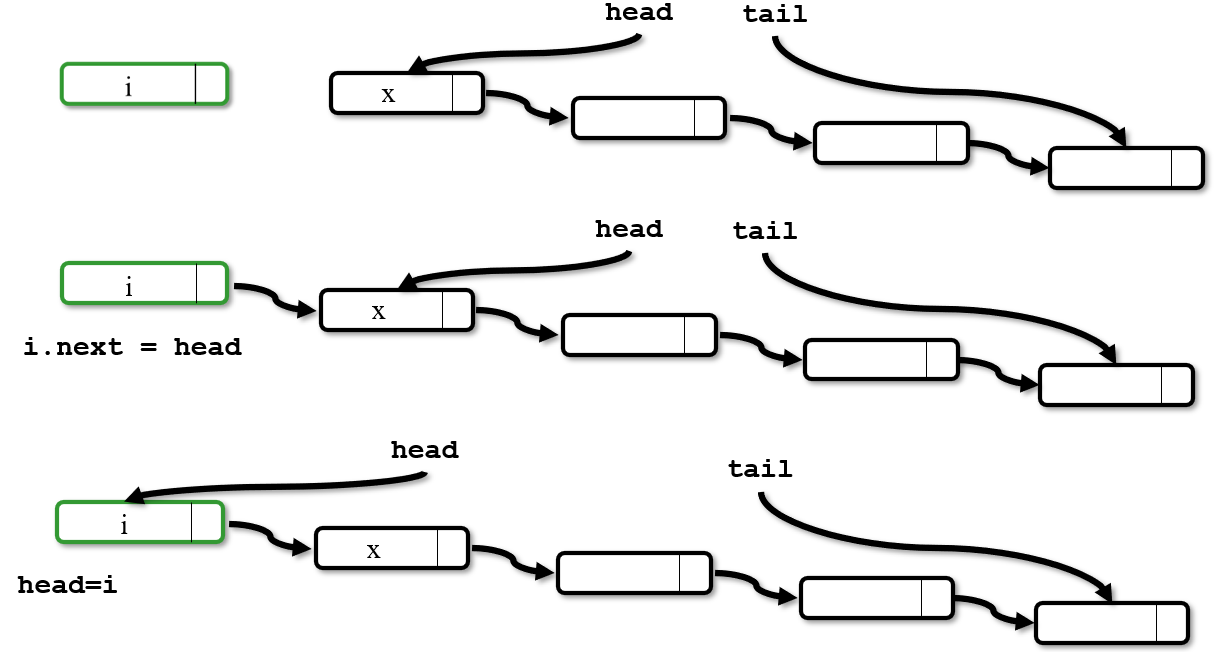 head tail
i x
head tail
i x
i.next = head
head
tail
i x
head=i